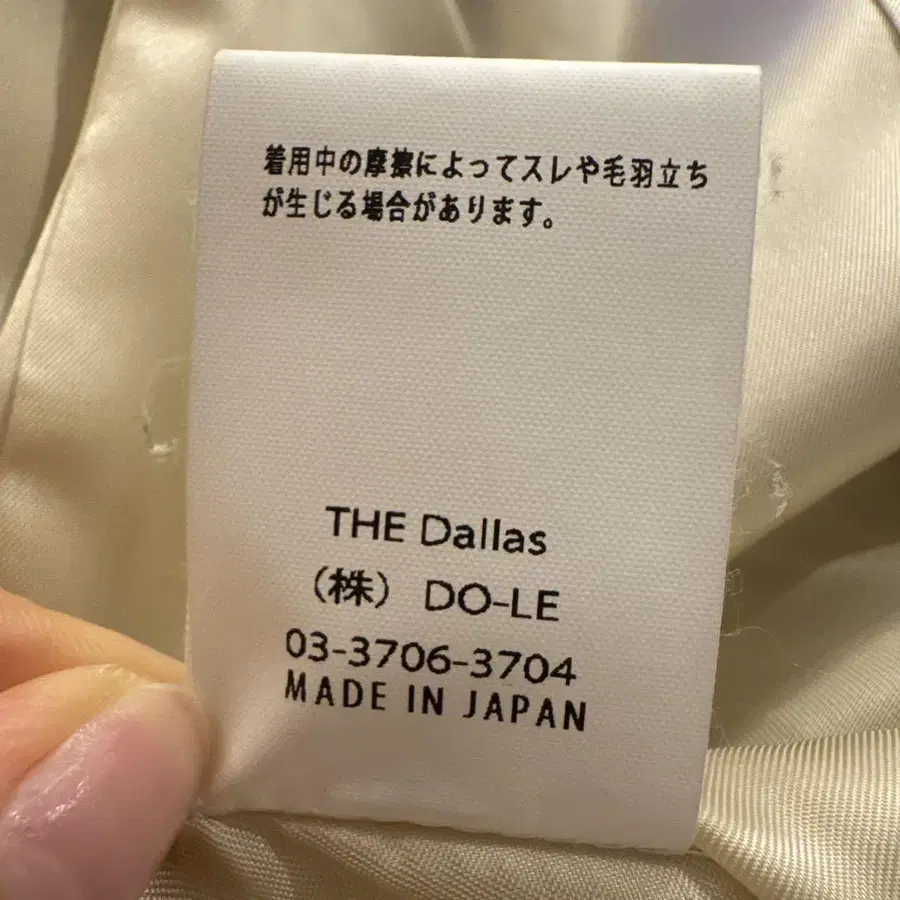 着用中の摩擦によってスレや毛羽立ち
が生じる場合があります。
THE Dallas
（株） DO-LE
03-3706-3704
MADE IN JAPAN